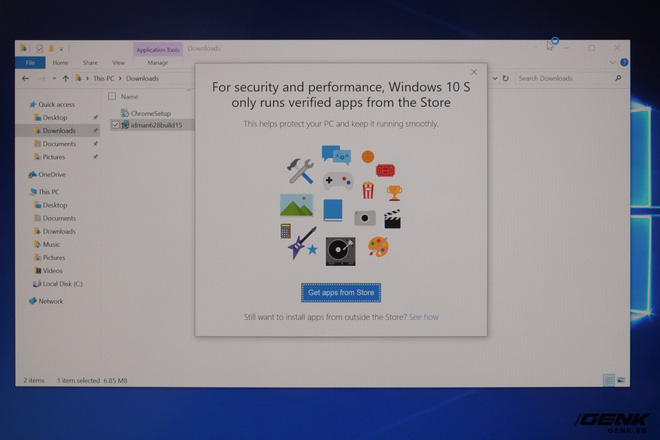 Application Tools
Downloads
File
Home
Share
View
Manage
This PC
Downloads
Search Downloads
Name
Quick access
Desktop
Downloads
Documents
Pictures
OneDrive
This PC
Desktop
Documents
Downloads
Music
Pictures
Videos
Local Disk (C:)
Network
ChromeSetup
idman628build15
For security and performance, Windows 10 S
only runs verified apps from the Store
This helps protect your PC and keep it running smoothly.
Get apps from Store
Still want to install apps from outside the Store? See how
2 items 1 item selected 6.85 MB
GENK
GENK.VN